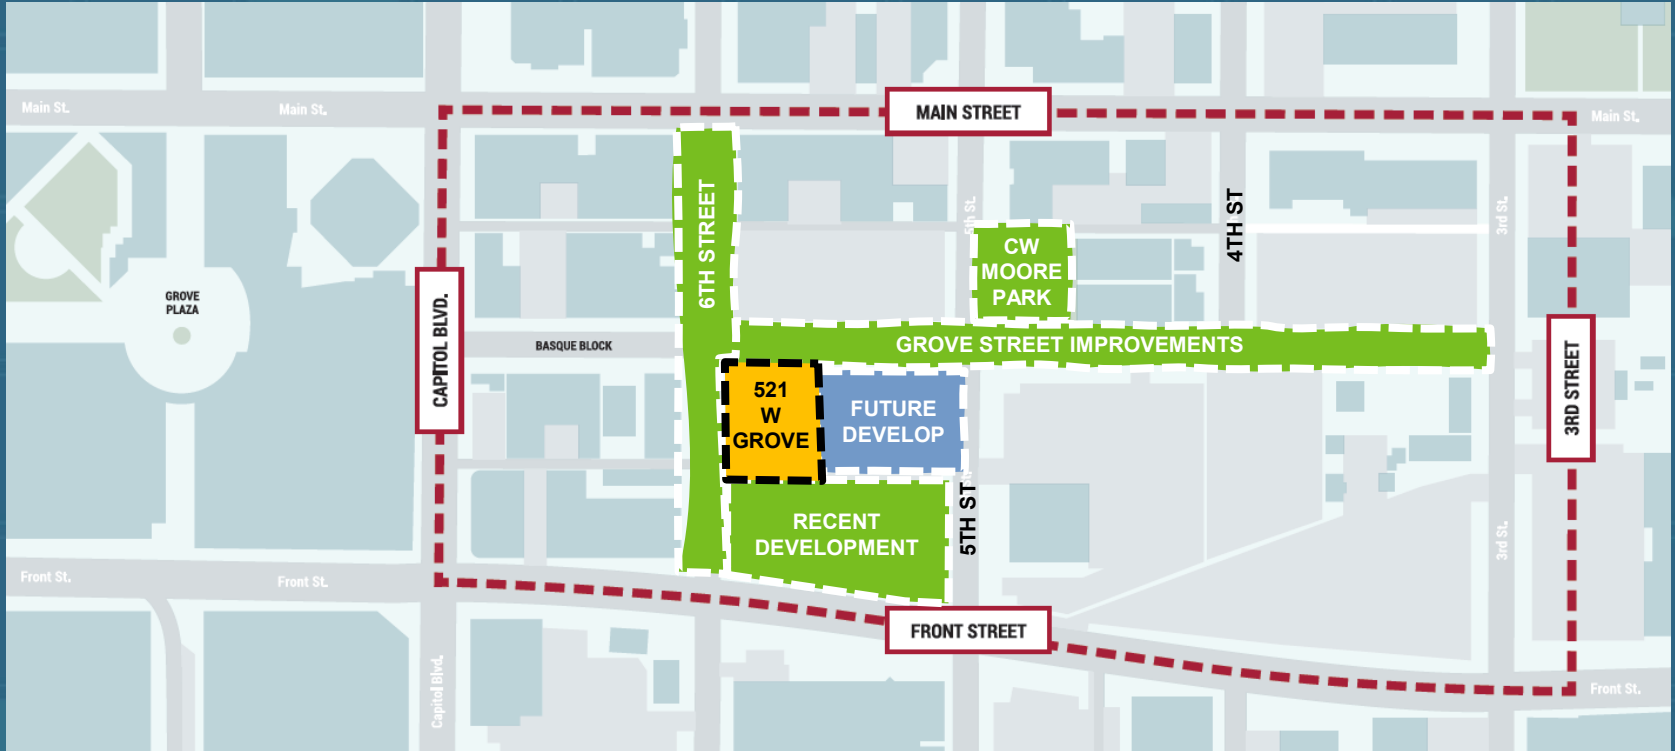 Main St.
Main St.
MAIN STREET
Main St.
6TH STREET
5th St.
4TH ST
3rd St.
CW
MOORE
PARK
GROVE
PLAZA
CAPITOL BLVD.
BASQUE BLOCK
GROVE STREET IMPROVEMENTS
3RD STREET
521
W
GROVE
FUTURE
DEVELOP
RECENT
DEVELOPMENT
5TH ST
3rd St.
Front St.
Front St.
FRONT STREET
Capitol Blvd.
Front St.